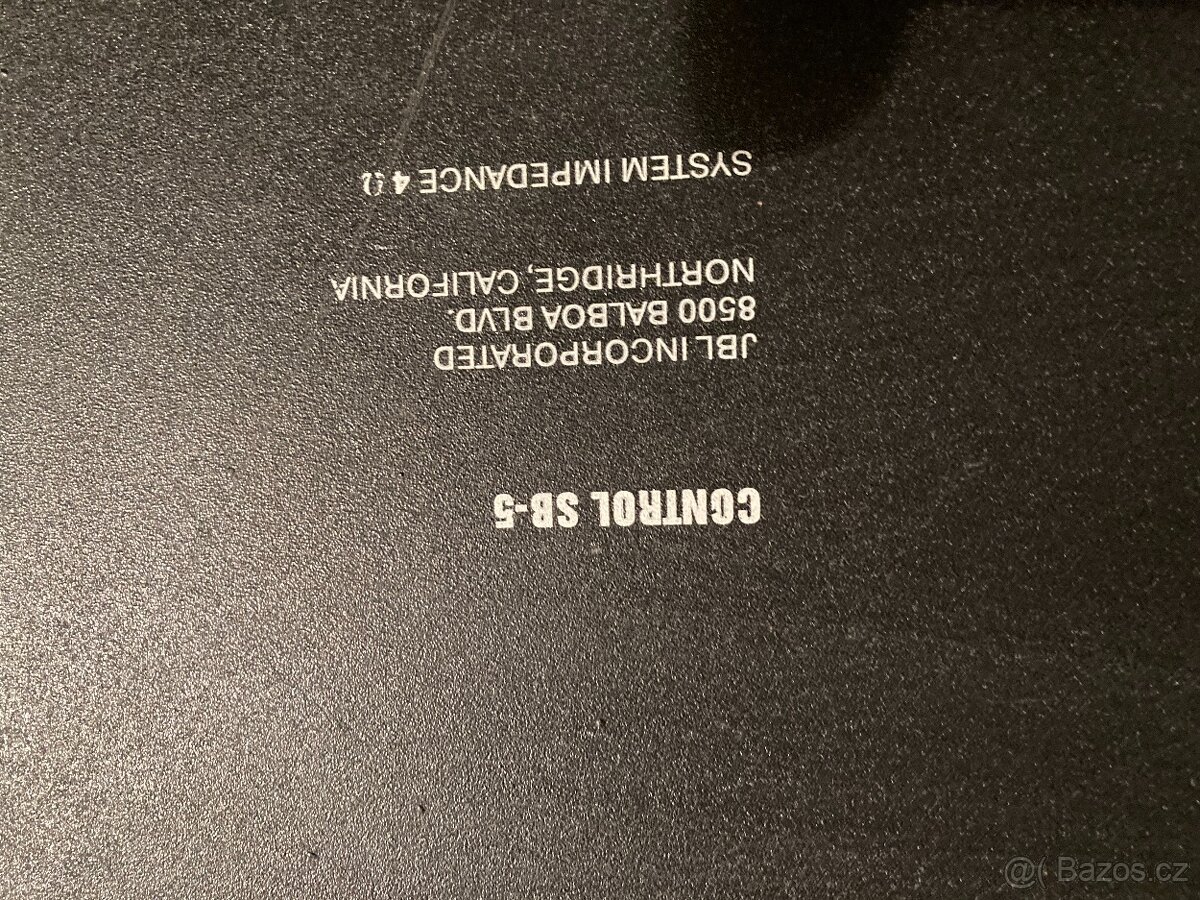 CONTROL SB-5
JBL INCORPORATED
8500 BALBOA BLVD.
NORTHRIDGE, CALIFORNIA
SYSTEM IMPEDANCE 4 Ω
@( Bazos.cz